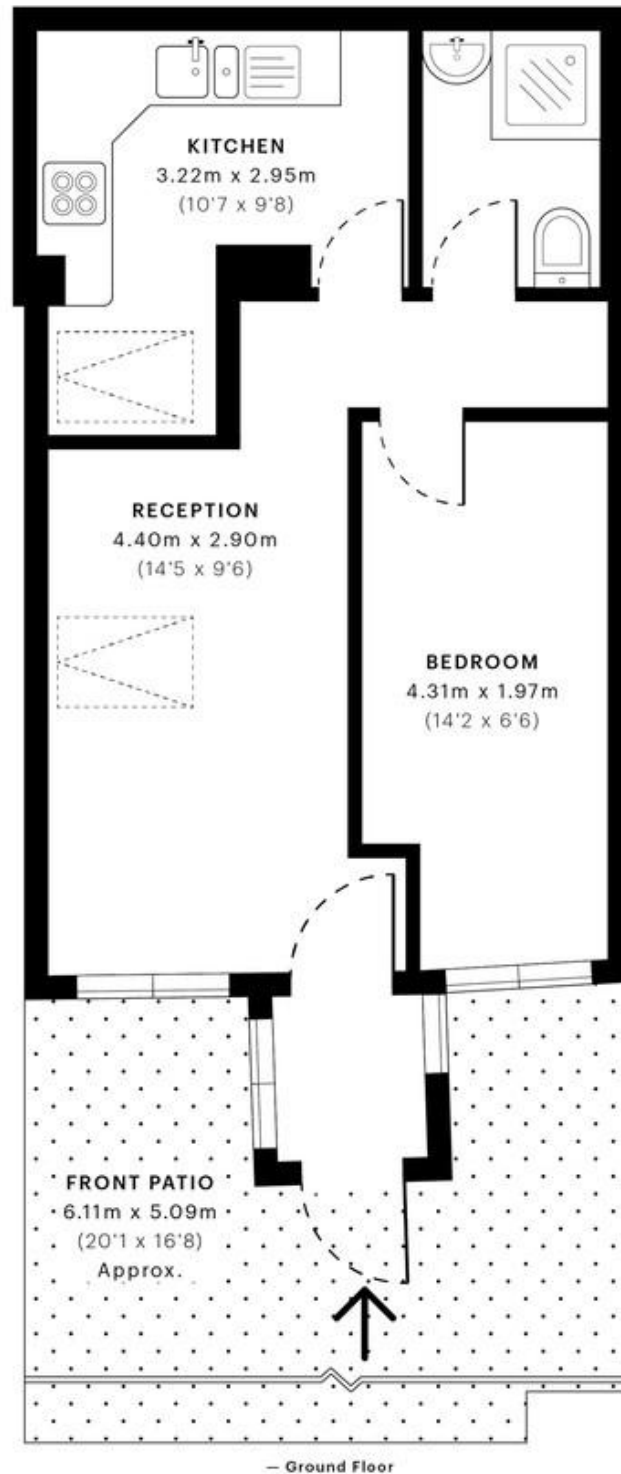 KITCHEN
3.22m x 2.95m
(10'7 x 9'8)
RECEPTION
4.40m x 2.90m
(14'5 x 9'6)
BEDROOM
4.31m x 1.97m
(14'2 x 6'6)
FRONT PATIO
6.11m x 5.09m
(20'1 x 16'8)
Approx.
— Ground Floor